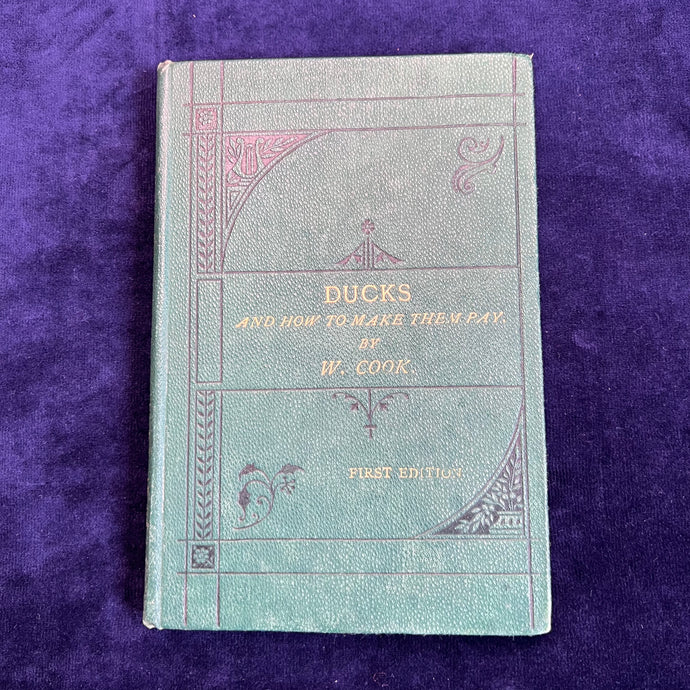 DUCKS
AND HOW TO MAKE THEM PAY.
BY
W. COOK.
FIRST EDITION